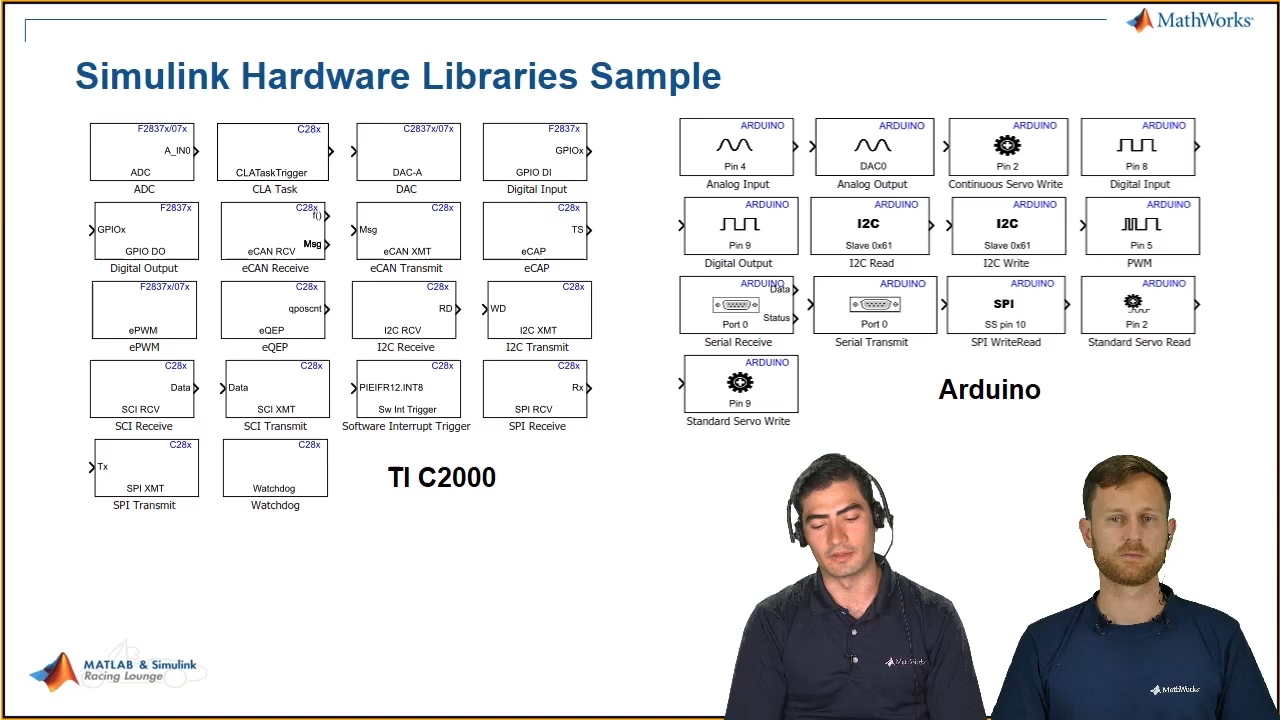 MathWorks®
Simulink Hardware Libraries Sample
F2837x/07x
A_IN0
ADC
ADC
C28x
CLATaskTrigger
CLA Task
C2837x/07x
DAC-A
DAC
F2837x
GPIOx
GPIO DI
Digital Input
F2837x
GPIOx
GPIO DO
Digital Output
C28x
f()
Msg
eCAN RCV
eCAN Receive
C28x
Msg
eCAN XMT
eCAN Transmit
C28x
TS
eCAP
eCAP
F2837x/07x
ePWM
ePWM
C28x
qposcnt
eQEP
eQEP
C28x
RD
I2C RCV
I2C Receive
C28x
WD
I2C XMT
I2C Transmit
C28x
Data
SCI RCV
SCI Receive
C28x
Data
SCI XMT
SCI Transmit
C28x
PIEIFR12.INT8
Sw Int Trigger
Software Interrupt Trigger
C28x
Rx
SPI RCV
SPI Receive
C28x
Tx
SPI XMT
SPI Transmit
C28x
Watchdog
Watchdog
TI C2000
ARDUINO
Pin 4
Analog Input
ARDUINO
DAC0
Analog Output
ARDUINO
Pin 2
Continuous Servo Write
ARDUINO
Pin 8
Digital Input
ARDUINO
Pin 9
Digital Output
ARDUINO
I2C
Slave 0x61
I2C Read
ARDUINO
I2C
Slave 0x61
I2C Write
ARDUINO
Pin 5
PWM
ARDUINO
Data
Status
Port 0
Serial Receive
ARDUINO
Port 0
Serial Transmit
ARDUINO
SPI
SS pin 10
SPI WriteRead
ARDUINO
Pin 2
Standard Servo Read
ARDUINO
Pin 9
Standard Servo Write
Arduino
MathWorks
MathWorks
MATLAB & Simulink
Racing Lounge